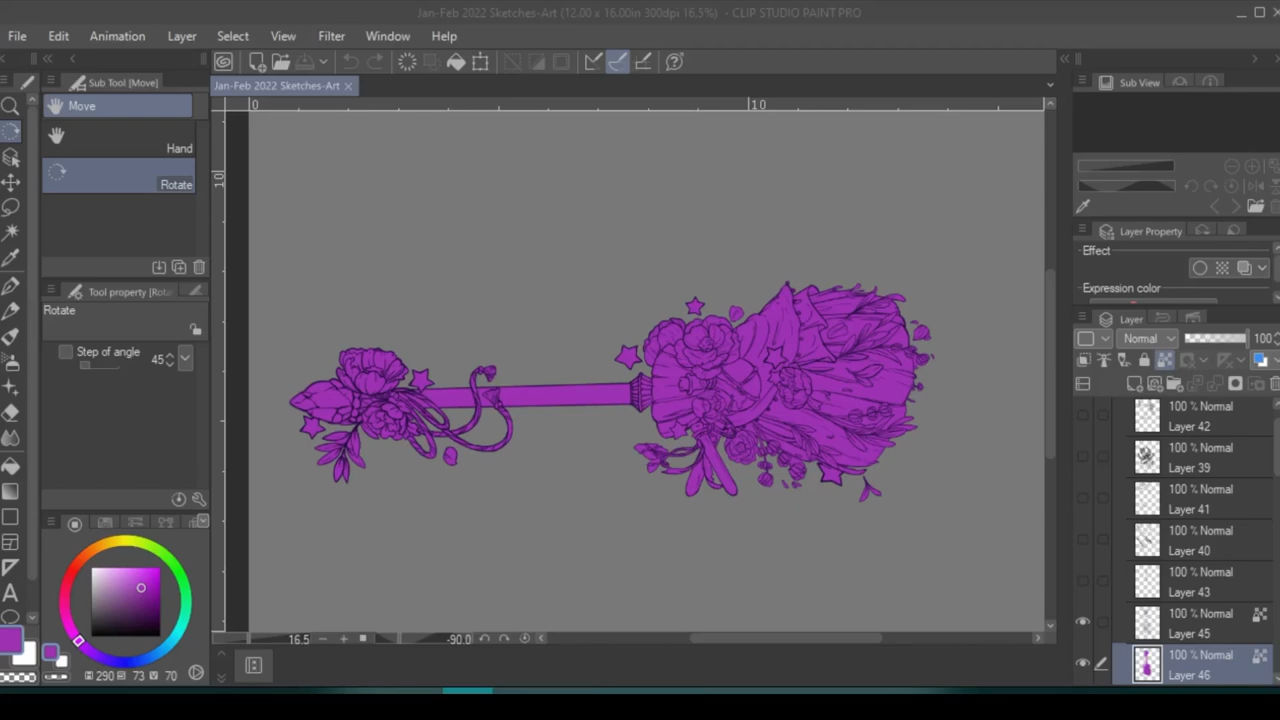 Jan-Feb 2022 Sketches-Art (12.00 x 16.00in 300dpi 16.5%) - CLIP STUDIO PAINT PRO
File Edit Animation Layer Select View Filter Window Help
Sub Tool [Move]
Jan-Feb 2022 Sketches-Art
Sub View
Move
0
10
Hand
Rotate
10
Layer Property
Effect
Expression color
Tool property [Rota
Rotate
Layer
Normal
100
Step of angle 45
100 % Normal
Layer 42
100 % Normal
Layer 39
100 % Normal
Layer 41
100 % Normal
Layer 40
100 % Normal
Layer 43
100 % Normal
Layer 45
100 % Normal
Layer 46
16.5
-90.0
H 290 S 73 V 70